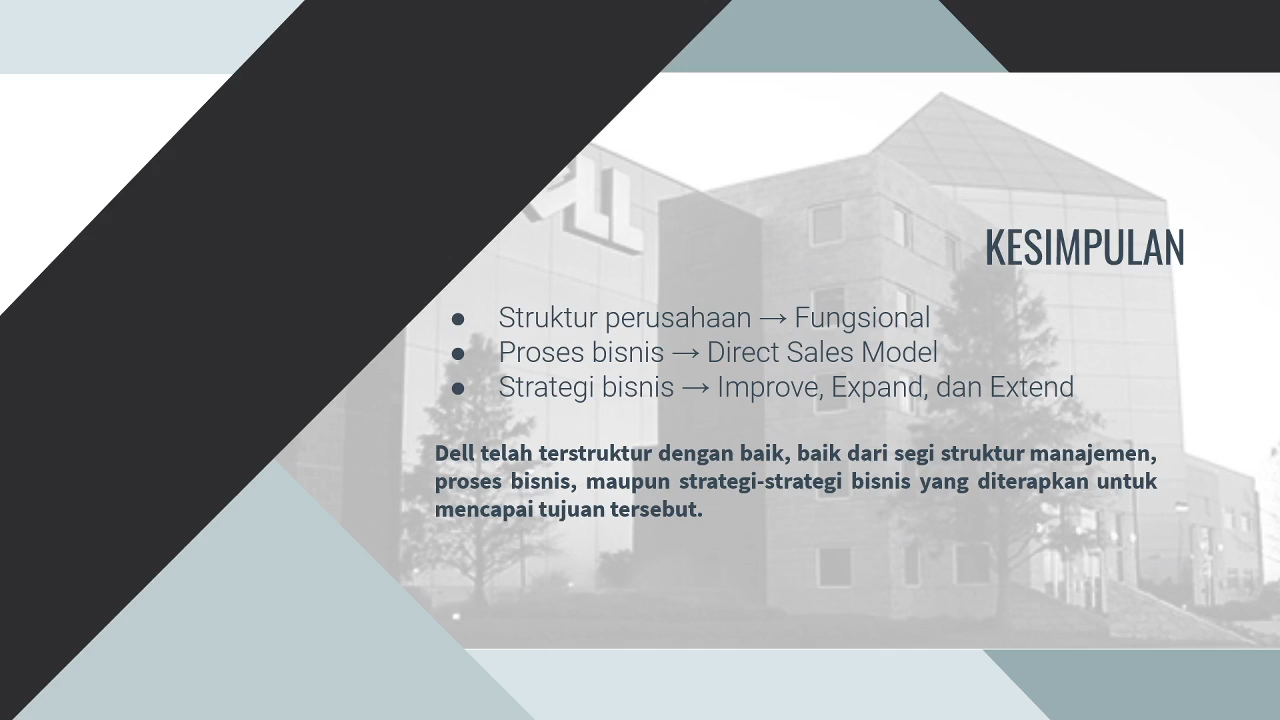 KESIMPULAN
● Struktur perusahaan → Fungsional
● Proses bisnis → Direct Sales Model
● Strategi bisnis → Improve, Expand, dan Extend
Dell telah terstruktur dengan baik, baik dari segi struktur manajemen,
proses bisnis, maupun strategi-strategi bisnis yang diterapkan untuk
mencapai tujuan tersebut.